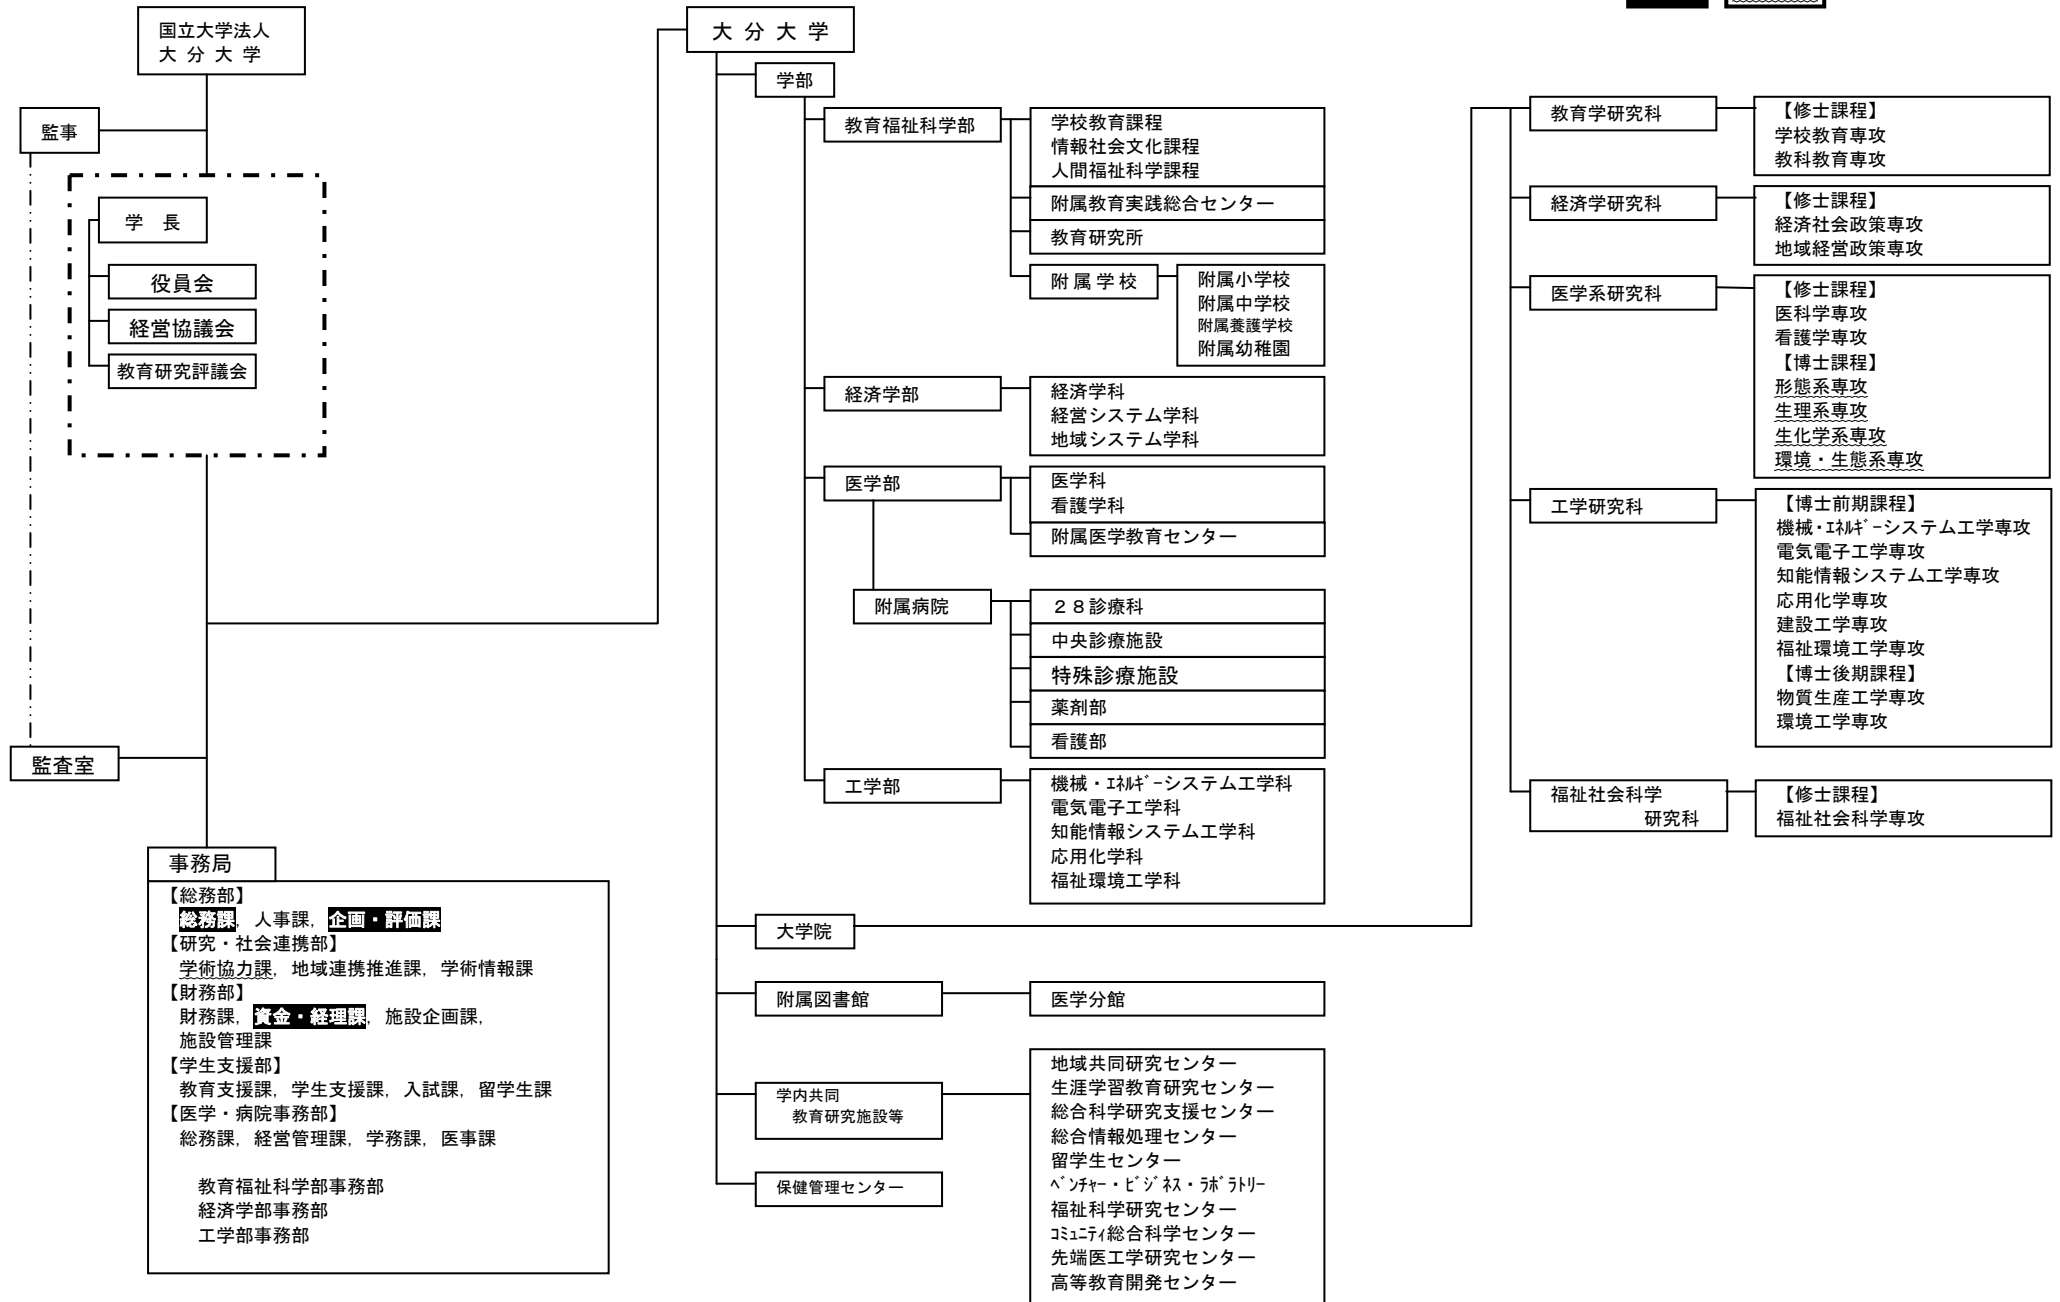 国立大学法人
大 分 大 学
監事
学 長
役員会
経営協議会
教育研究評議会
監査室
事務局
【総務部】
総務課, 人事課, 企画・評価課
【研究・社会連携部】
学術協力課, 地域連携推進課, 学術情報課
【財務部】
財務課, 資金・経理課, 施設企画課,
施設管理課
【学生支援部】
教育支援課, 学生支援課, 入試課, 留学生課
【医学・病院事務部】
総務課, 経営管理課, 学務課, 医事課
教育福祉科学部事務部
経済学部事務部
工学部事務部
大 分 大 学
学部
教育福祉科学部
学校教育課程
情報社会文化課程
人間福祉科学課程
附属教育実践総合センター
教育研究所
附 属 学 校
附属小学校
附属中学校
附属養護学校
附属幼稚園
経済学部
経済学科
経営システム学科
地域システム学科
医学部
医学科
看護学科
附属医学教育センター
附属病院
２８診療科
中央診療施設
特殊診療施設
薬剤部
看護部
工学部
機械・ｴﾈﾙｷﾞｰシステム工学科
電気電子工学科
知能情報システム工学科
応用化学科
福祉環境工学科
大学院
附属図書館
医学分館
学内共同
教育研究施設等
地域共同研究センター
生涯学習教育研究センター
総合科学研究支援センター
総合情報処理センター
留学生センター
ﾍﾞﾝﾁｬｰ・ﾋﾞｼﾞﾈｽ・ﾗﾎﾞﾗﾄﾘｰ
福祉科学研究センター
ｺﾐｭﾆﾃｨ総合科学センター
先端医工学研究センター
高等教育開発センター
保健管理センター
教育学研究科
【修士課程】
学校教育専攻
教科教育専攻
経済学研究科
【修士課程】
経済社会政策専攻
地域経営政策専攻
医学系研究科
【修士課程】
医科学専攻
看護学専攻
【博士課程】
形態系専攻
生理系専攻
生化学系専攻
環境・生態系専攻
工学研究科
【博士前期課程】
機械・ｴﾈﾙｷﾞｰシステム工学専攻
電気電子工学専攻
知能情報システム工学専攻
応用化学専攻
建設工学専攻
福祉環境工学専攻
【博士後期課程】
物質生産工学専攻
環境工学専攻
福祉社会科学
研究科
【修士課程】
福祉社会科学専攻